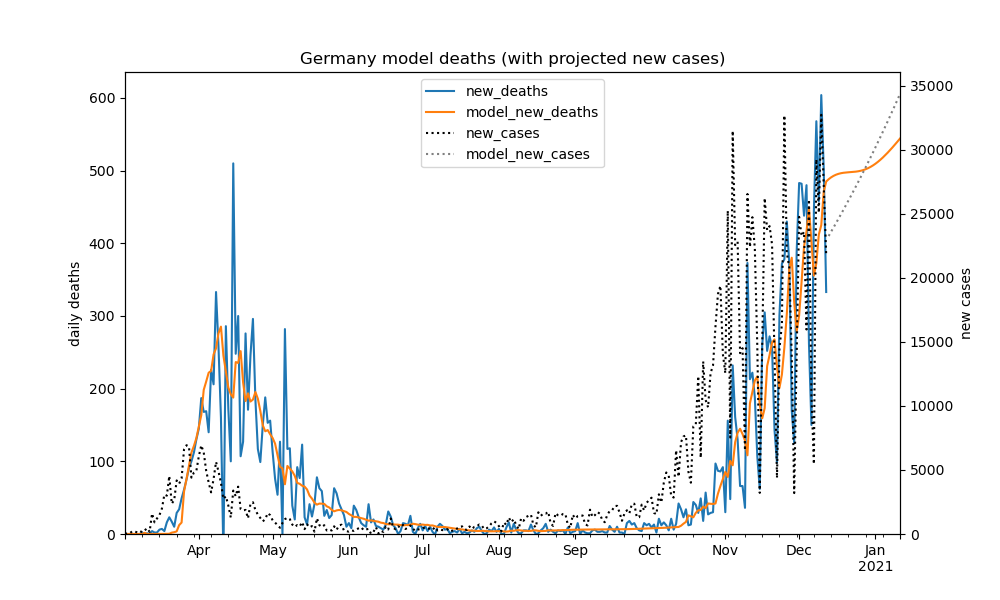 Germany model deaths (with projected new cases)
new_deaths
model_new_deaths
new_cases
model_new_cases
daily deaths
new cases
600
500
400
300
200
100
0
35000
30000
25000
20000
15000
10000
5000
0
Apr May Jun Jul Aug Sep Oct Nov Dec Jan
2021